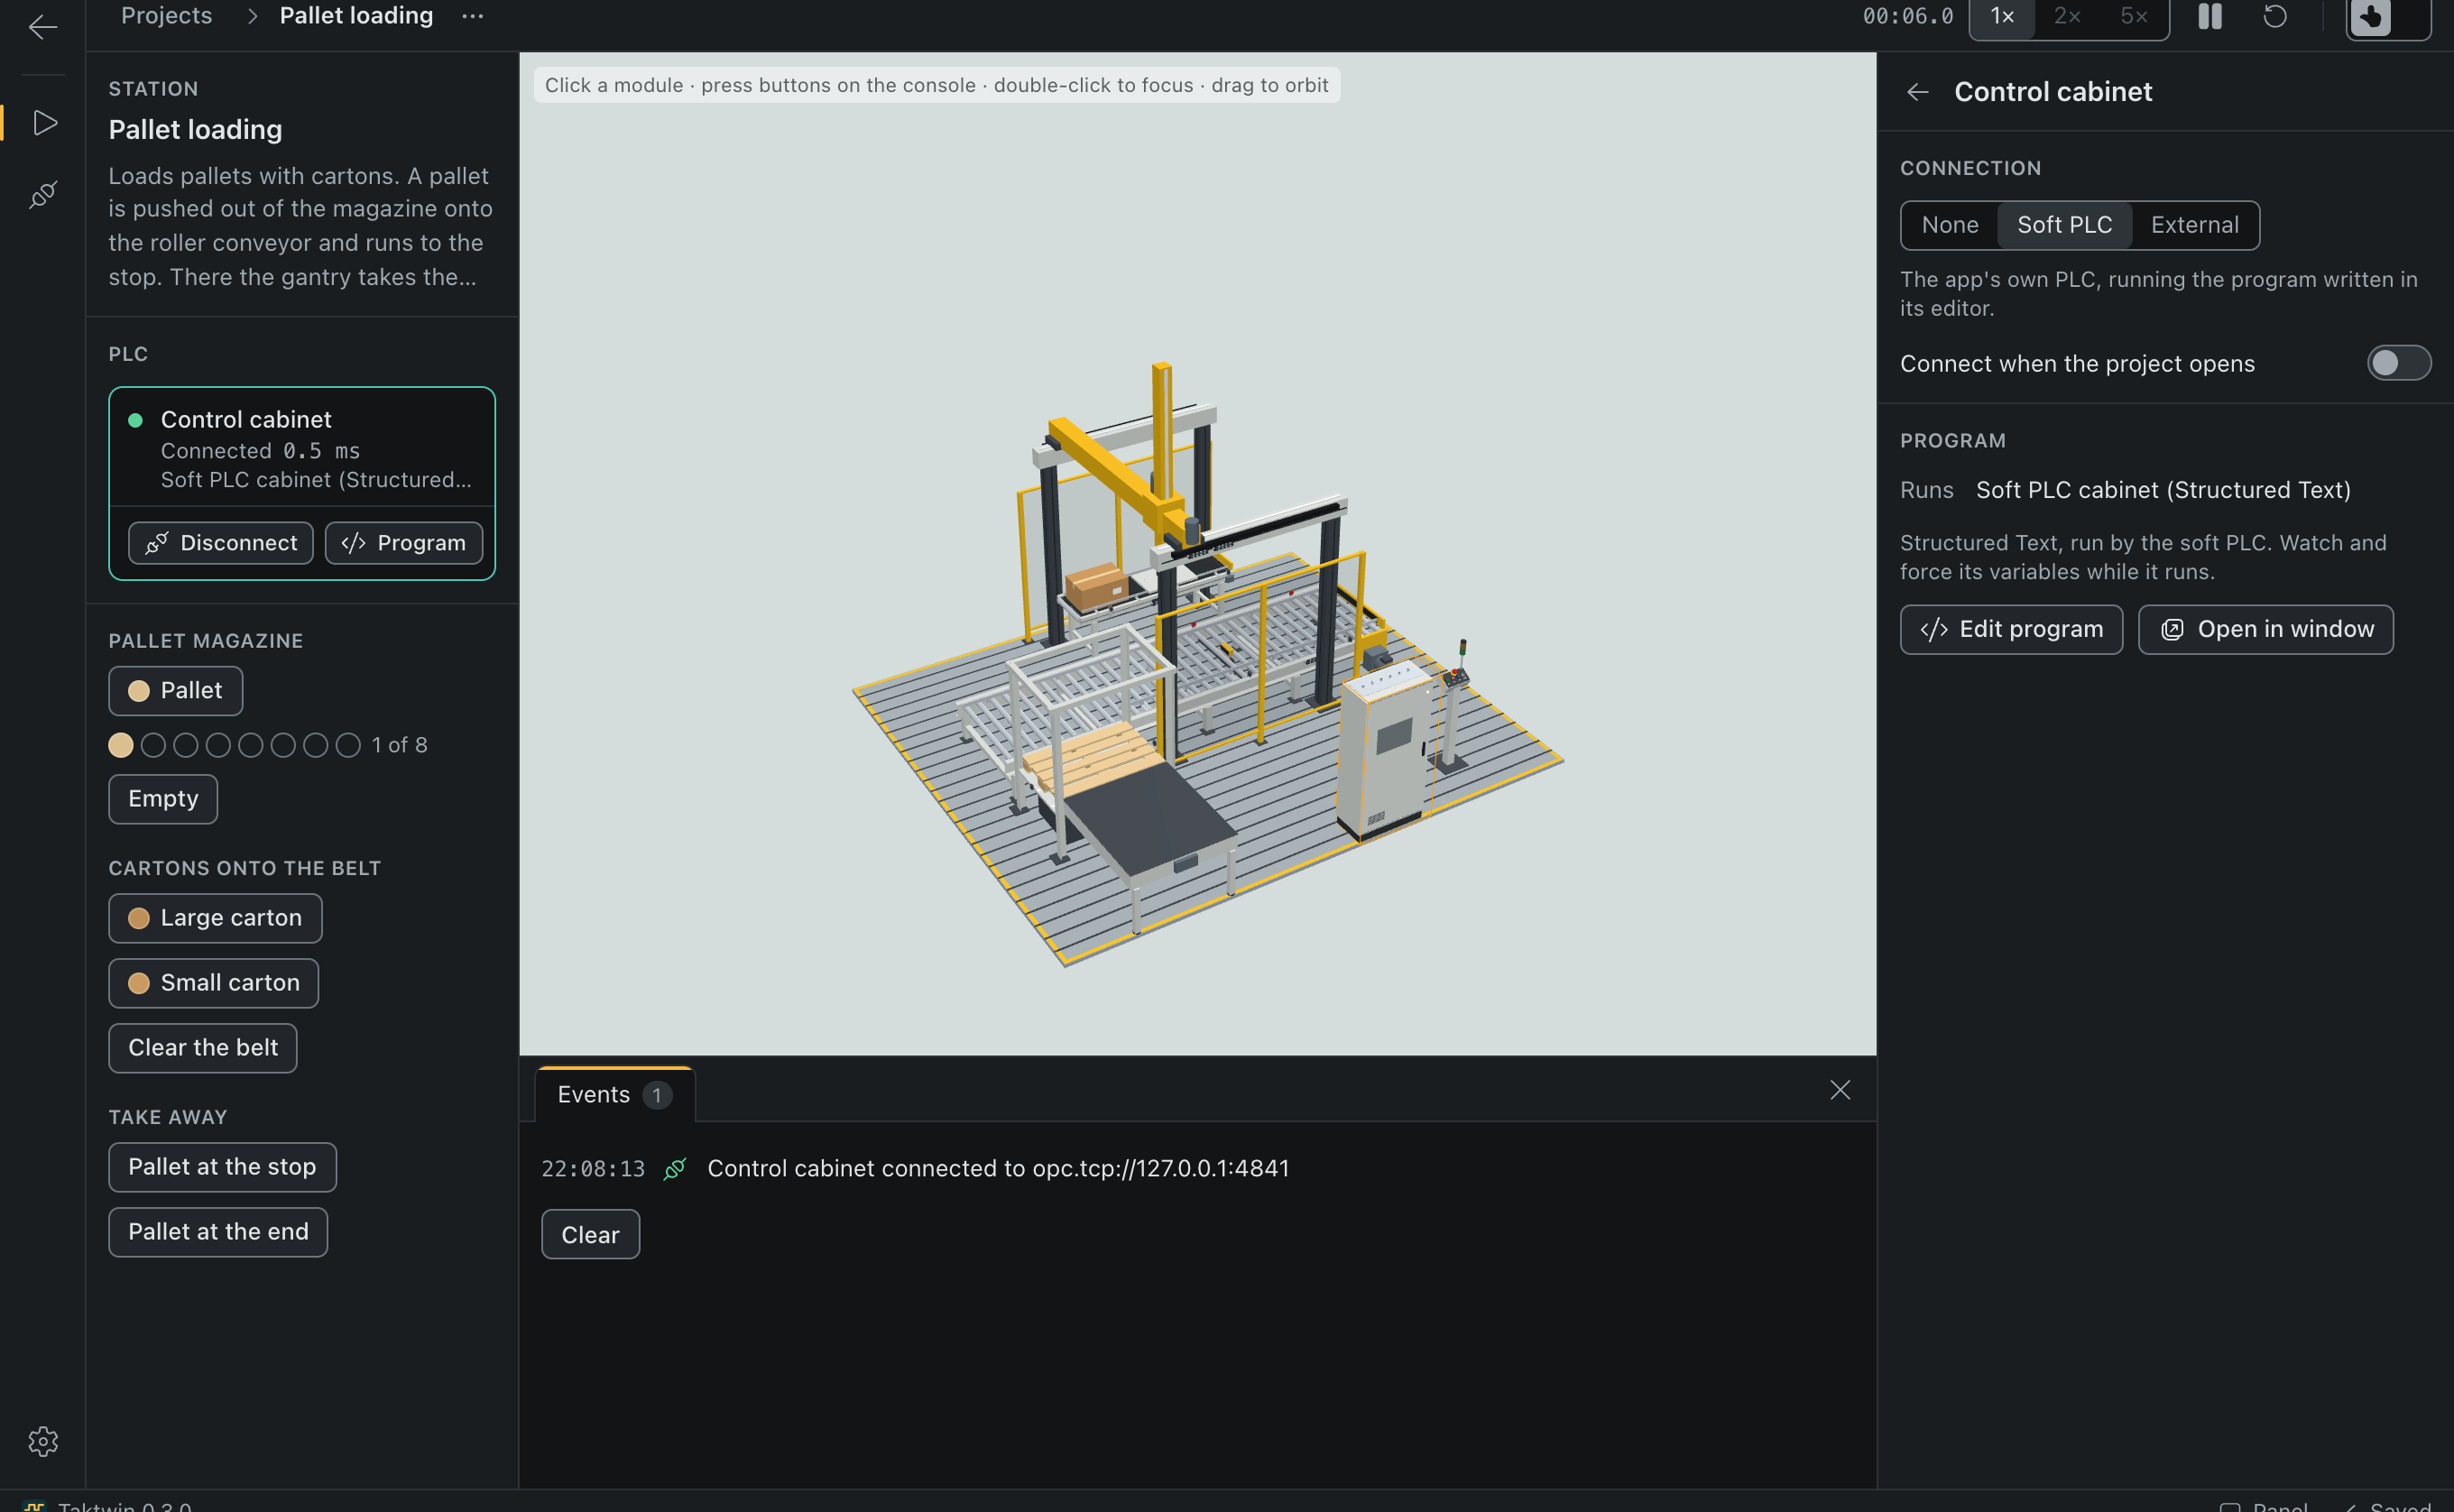 Projects
Pallet loading
00:06.0
1×
2×
5×
STATION
Pallet loading
Loads pallets with cartons. A pallet
is pushed out of the magazine onto
the roller conveyor and runs to the
stop. There the gantry takes the...
PLC
Control cabinet
Connected 0.5 ms
Soft PLC cabinet (Structured...
Disconnect
</> Program
PALLET MAGAZINE
Pallet
1 of 8
Empty
CARTONS ONTO THE BELT
Large carton
Small carton
Clear the belt
TAKE AWAY
Pallet at the stop
Pallet at the end
Click a module · press buttons on the console · double-click to focus · drag to orbit
Events 1
22:08:13 Control cabinet connected to opc.tcp://127.0.0.1:4841
Clear
Control cabinet
CONNECTION
None
Soft PLC
External
The app's own PLC, running the program written in
its editor.
Connect when the project opens
PROGRAM
Runs Soft PLC cabinet (Structured Text)
Structured Text, run by the soft PLC. Watch and
force its variables while it runs.
</> Edit program
Open in window
Taktwin 0.3.0
Panel
Saved